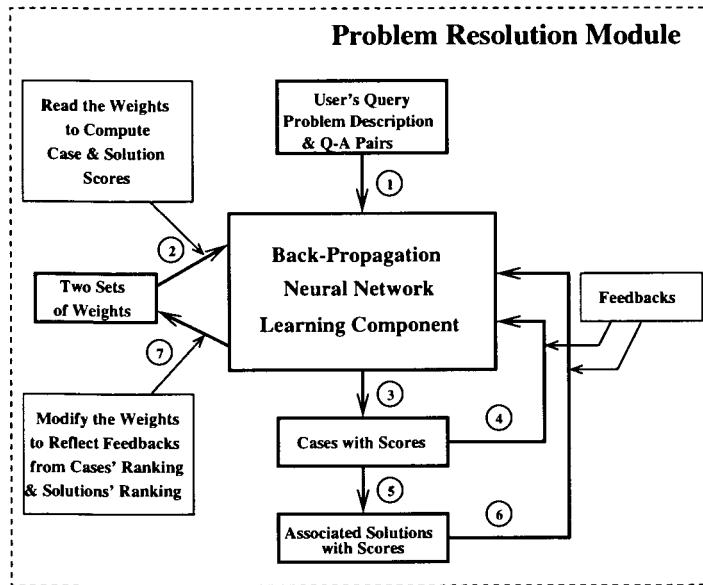 Problem Resolution Module
Read the Weights
to Compute
Case & Solution
Scores
User's Query
Problem Description
& Q-A Pairs
1
2
Back-Propagation
Neural Network
Learning Component
Two Sets
of Weights
Feedbacks
7
3
4
Modify the Weights
to Reflect Feedbacks
from Cases' Ranking
& Solutions' Ranking
Cases with Scores
5
6
Associated Solutions
with Scores